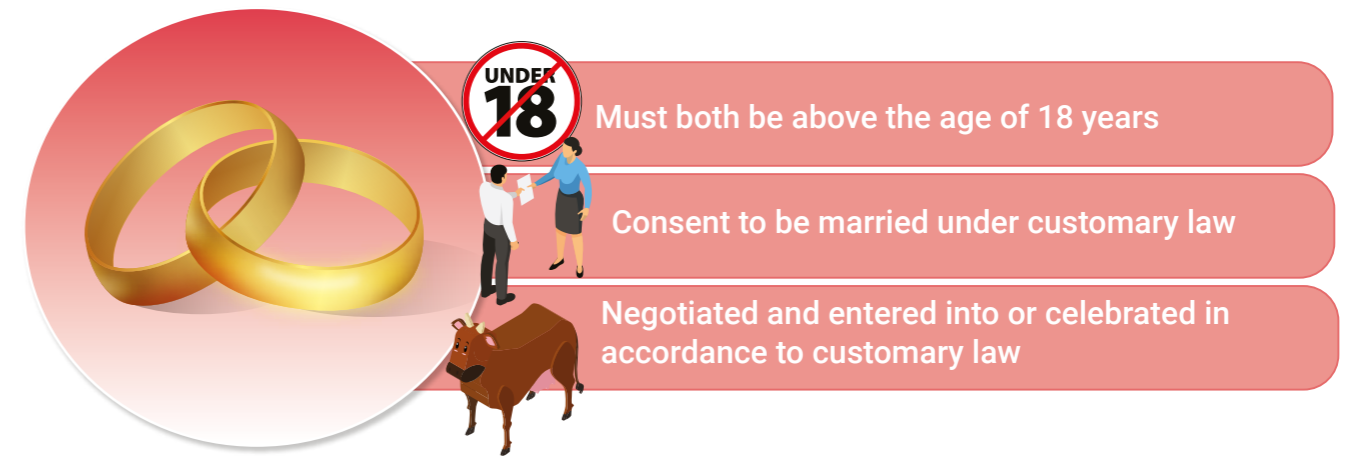 UNDER
18
Must both be above the age of 18 years
Consent to be married under customary law
Negotiated and entered into or celebrated in
accordance to customary law